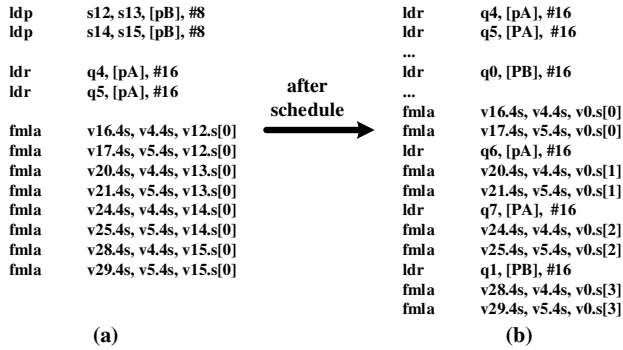 ldp s12, s13, [pB], #8
ldp s14, s15, [pB], #8
ldr q4, [pA], #16
ldr q5, [pA], #16
fmla v16.4s, v4.4s, v12.s[0]
fmla v17.4s, v5.4s, v12.s[0]
fmla v20.4s, v4.4s, v13.s[0]
fmla v21.4s, v5.4s, v13.s[0]
fmla v24.4s, v4.4s, v14.s[0]
fmla v25.4s, v5.4s, v14.s[0]
fmla v28.4s, v4.4s, v15.s[0]
fmla v29.4s, v5.4s, v15.s[0]
(a)
after
schedule
ldr q4, [pA], #16
ldr q5, [PA], #16
...
ldr q0, [PB], #16
...
fmla v16.4s, v4.4s, v0.s[0]
fmla v17.4s, v5.4s, v0.s[0]
ldr q6, [pA], #16
fmla v20.4s, v4.4s, v0.s[1]
fmla v21.4s, v5.4s, v0.s[1]
ldr q7, [PA], #16
fmla v24.4s, v4.4s, v0.s[2]
fmla v25.4s, v5.4s, v0.s[2]
ldr q1, [PB], #16
fmla v28.4s, v4.4s, v0.s[3]
fmla v29.4s, v5.4s, v0.s[3]
(b)